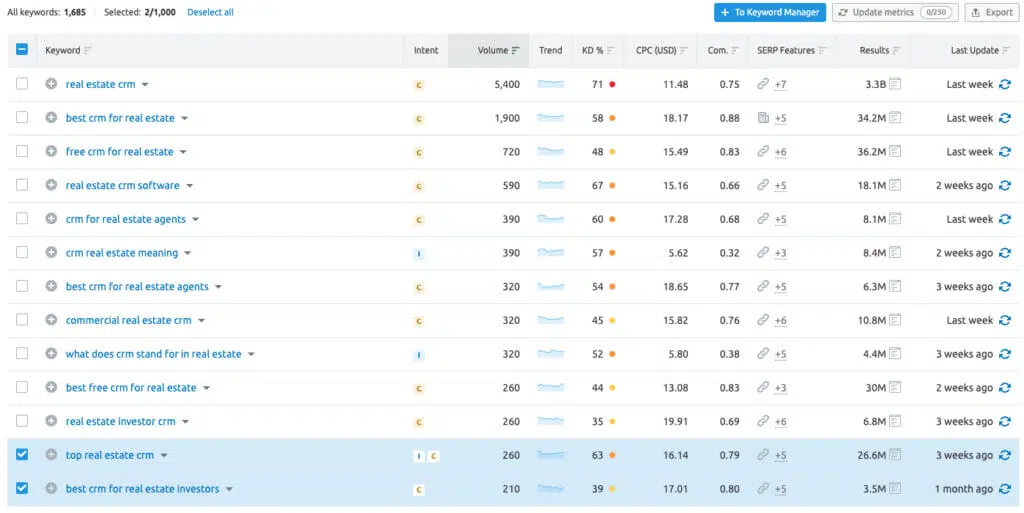 All keywords: 1,685 Selected: 2/1,000 Deselect all + To Keyword Manager Update metrics 0/250 Export
Keyword Intent Volume Trend KD % CPC (USD) Com. SERP Features Results Last Update
real estate crm C 5,400 71 11.48 0.75 +7 3.3B Last week
best crm for real estate C 1,900 58 18.17 0.88 +5 34.2M Last week
free crm for real estate C 720 48 15.49 0.83 +6 36.2M Last week
real estate crm software C 590 67 15.16 0.66 +5 18.1M 2 weeks ago
crm for real estate agents C 390 60 17.28 0.68 +5 8.1M Last week
crm real estate meaning I 390 57 5.62 0.32 +3 8.4M 2 weeks ago
best crm for real estate agents C 320 54 18.65 0.77 +5 6.3M 3 weeks ago
commercial real estate crm C 320 45 15.82 0.76 +6 10.8M Last week
what does crm stand for in real estate I 320 52 5.80 0.38 +5 4.4M 3 weeks ago
best free crm for real estate C 260 44 13.08 0.83 +3 30M 2 weeks ago
real estate investor crm C 260 35 19.91 0.69 +6 6.8M 3 weeks ago
top real estate crm I C 260 63 16.14 0.79 +5 26.6M 3 weeks ago
best crm for real estate investors C 210 39 17.01 0.80 +5 3.5M 1 month ago